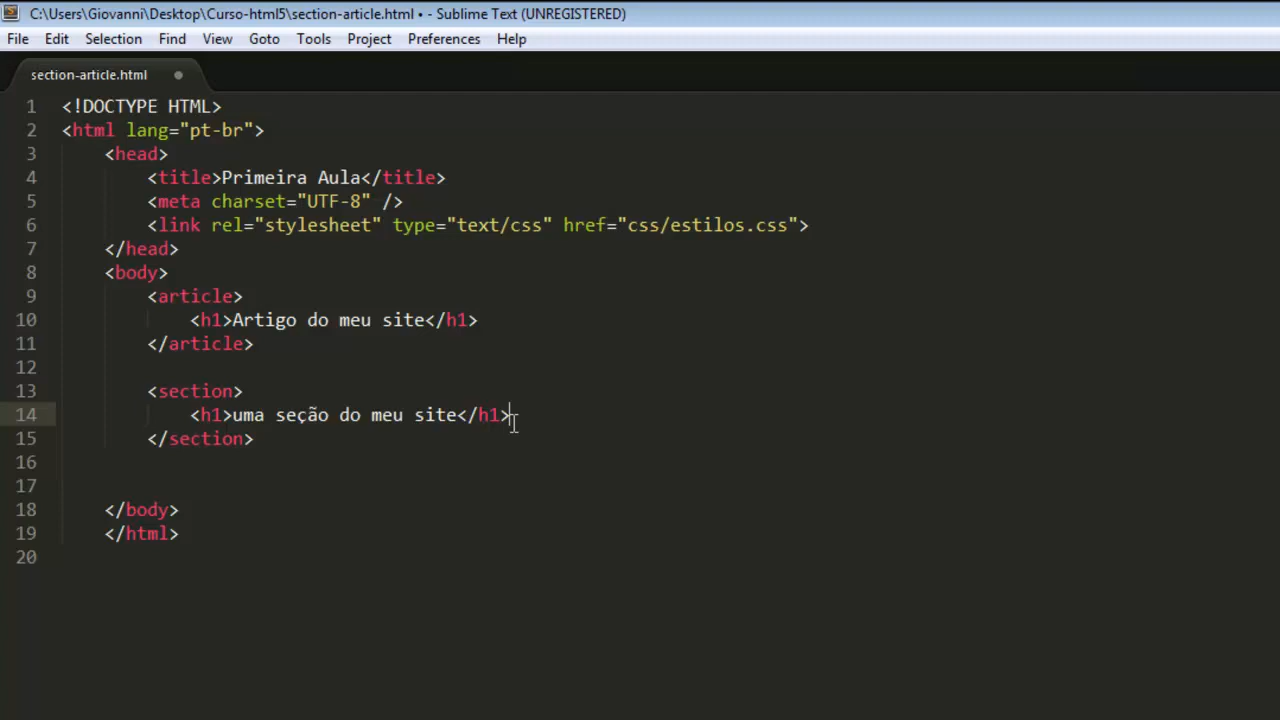 C:\Users\Giovanni\Desktop\Curso-html5\section-article.html • - Sublime Text (UNREGISTERED)
File Edit Selection Find View Goto Tools Project Preferences Help
section-article.html
1 <!DOCTYPE HTML>
2 <html lang="pt-br">
3 <head>
4 <title>Primeira Aula</title>
5 <meta charset="UTF-8" />
6 <link rel="stylesheet" type="text/css" href="css/estilos.css">
7 </head>
8 <body>
9 <article>
10 <h1>Artigo do meu site</h1>
11 </article>
12
13 <section>
14 <h1>uma seção do meu site</h1>
15 </section>
16
17
18 </body>
19 </html>
20